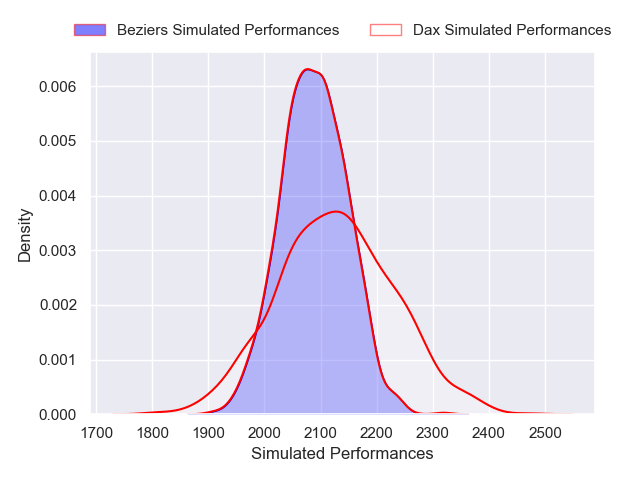 Beziers Simulated Performances Dax Simulated Performances
0.006
0.005
0.004
0.003
0.002
0.001
0.000
Density
1700 1800 1900 2000 2100 2200 2300 2400 2500
Simulated Performances